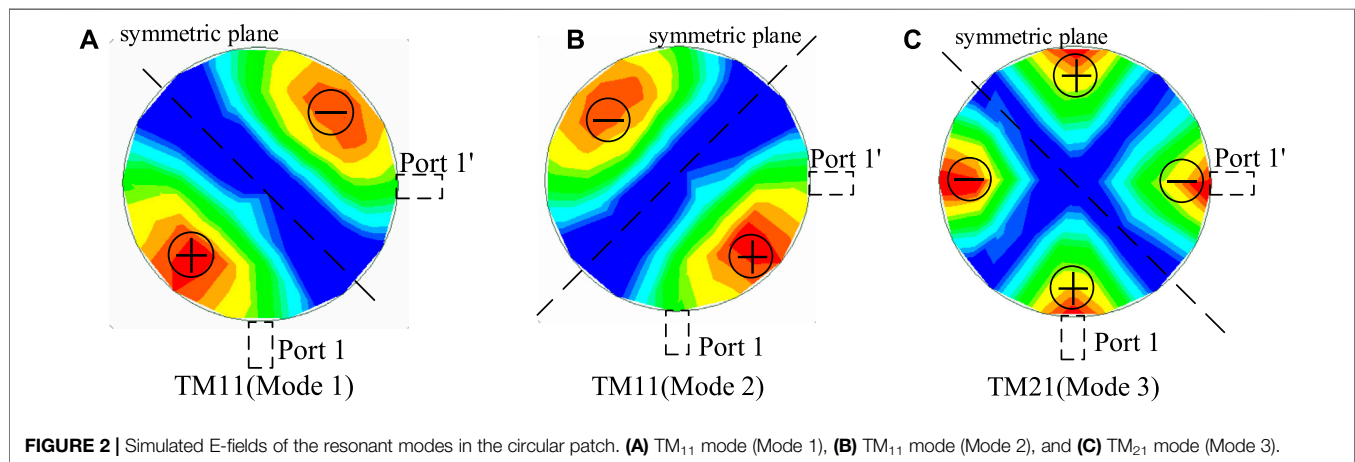 A
symmetric plane
Port 1'
Port 1
TM11(Mode 1)
B
symmetric plane
Port 1'
Port 1
TM11(Mode 2)
C
symmetric plane
Port 1'
Port 1
TM21(Mode 3)
FIGURE 2 | Simulated E-fields of the resonant modes in the circular patch. (A) TM₁₁ mode (Mode 1), (B) TM₁₁ mode (Mode 2), and (C) TM₂₁ mode (Mode 3).